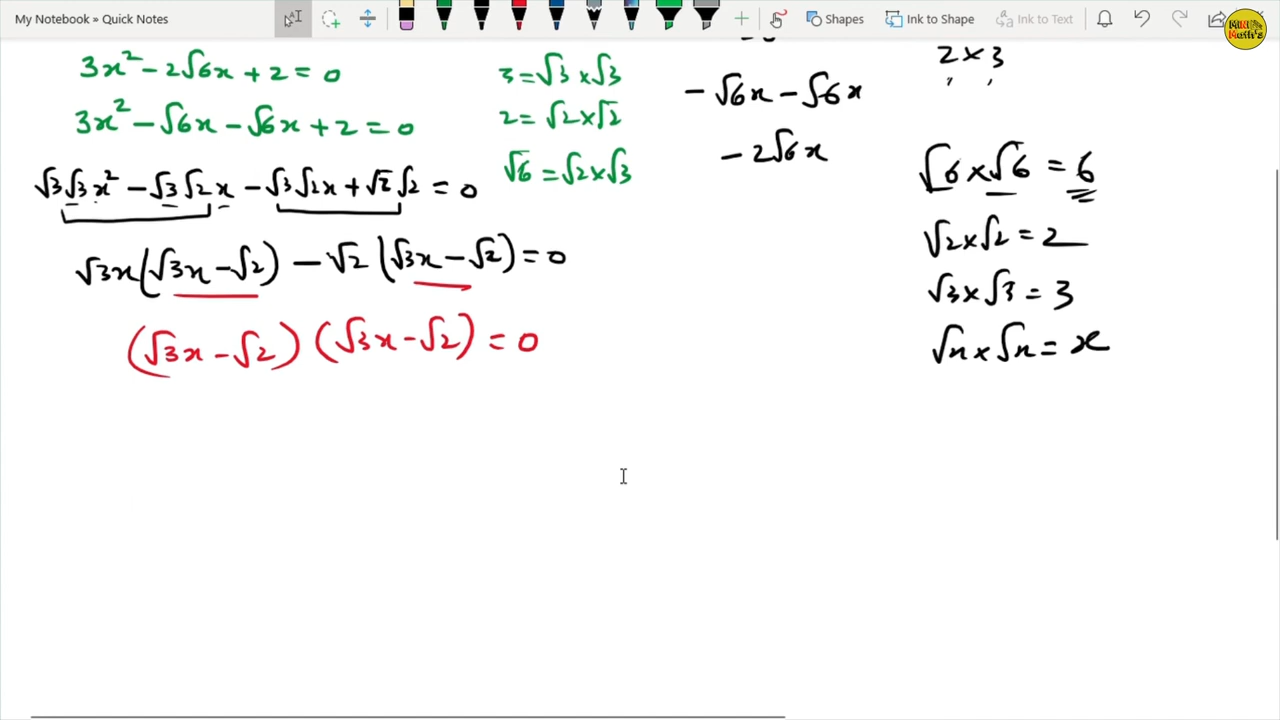 My Notebook » Quick Notes
Shapes
Ink to Shape
Ink to Text
MINI Math's
3x² - 2√6x + 2 = 0
3x² - √6x - √6x + 2 = 0
√3√3x² - √3√2x - √3√2x + √2√2 = 0
√3x(√3x - √2) - √2(√3x - √2) = 0
(√3x - √2)(√3x - √2) = 0
3 = √3 x √3
2 = √2 x √2
√6 = √2 x √3
- √6x - √6x
- 2√6x
2 x 3
√6 x √6 = 6
√2 x √2 = 2
√3 x √3 = 3
√x x √x = x